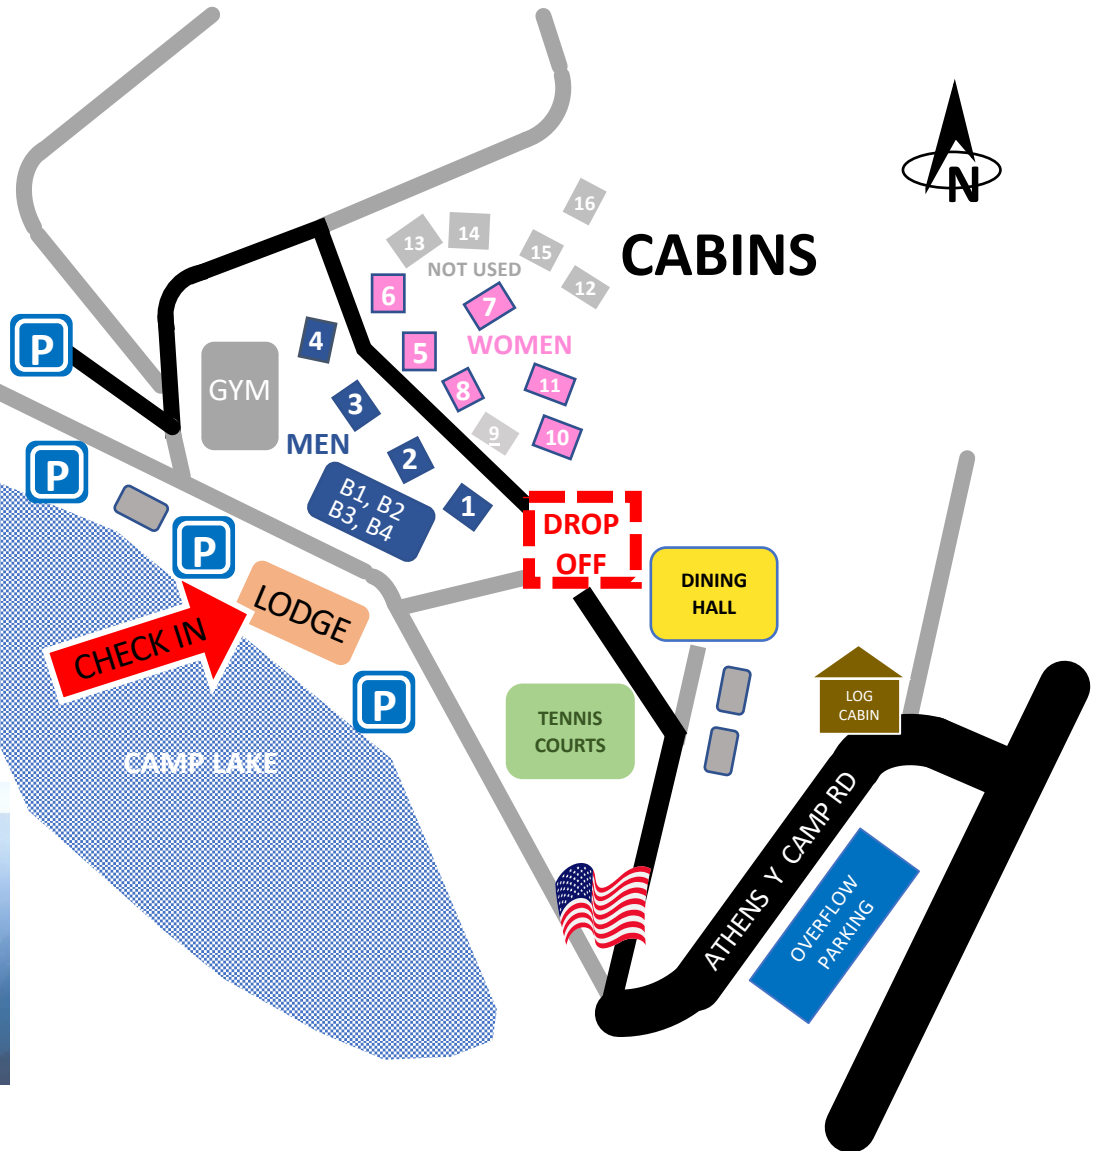 N
16
CABINS
13
14
15
NOT USED
12
6
7
4
WOMEN
5
P
GYM
8
11
3
MEN
9
10
2
P
B1, B2
B3, B4
1
DROP
OFF
P
DINING
HALL
LODGE
CHECK IN
P
LOG
CABIN
TENNIS
COURTS
CAMP LAKE
ATHENS Y CAMP RD
OVERFLOW
PARKING